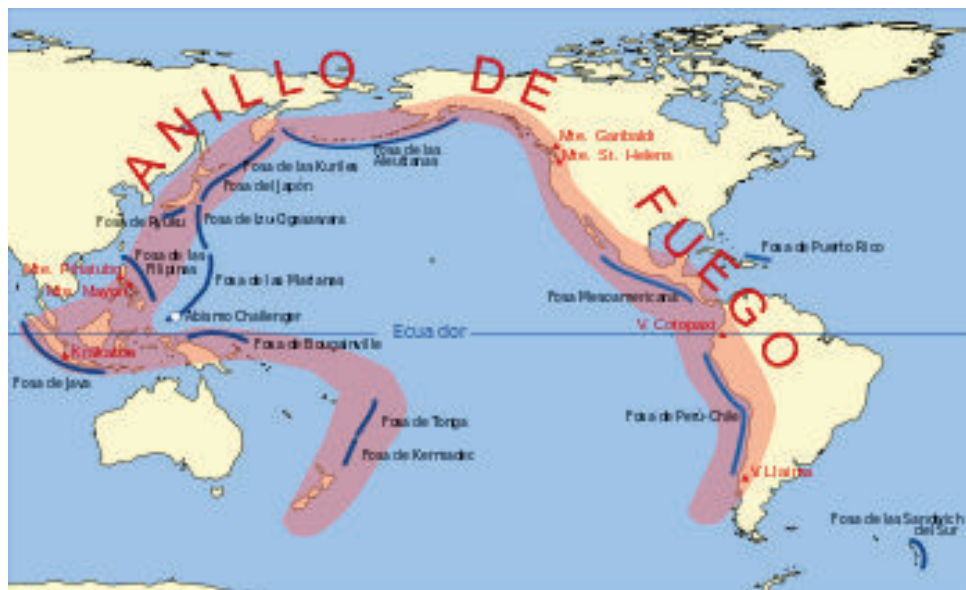 ANILLO DE FUEGO
Mte. Garibaldi
Mte. St. Helens
Fosa de las
Aleutianas
Fosa de las Kuriles
Fosa del Japón
Fosa de Ryuku
Fosa de Izu Ogasawara
Fosa de las
Filipinas
Mte. Pinatubo
Mte. Mayon
Fosa de las Marianas
Fosa de Puerto Rico
Fosa Mesoamericana
Abismo Challenger
Ecuador
V. Cotopaxi
Krakatoa
Fosa de Bougainville
Fosa de Java
Fosa de Tonga
Fosa de Perú-Chile
Fosa de Kermadec
V. Llaima
Fosa de las Sandwich
del Sur